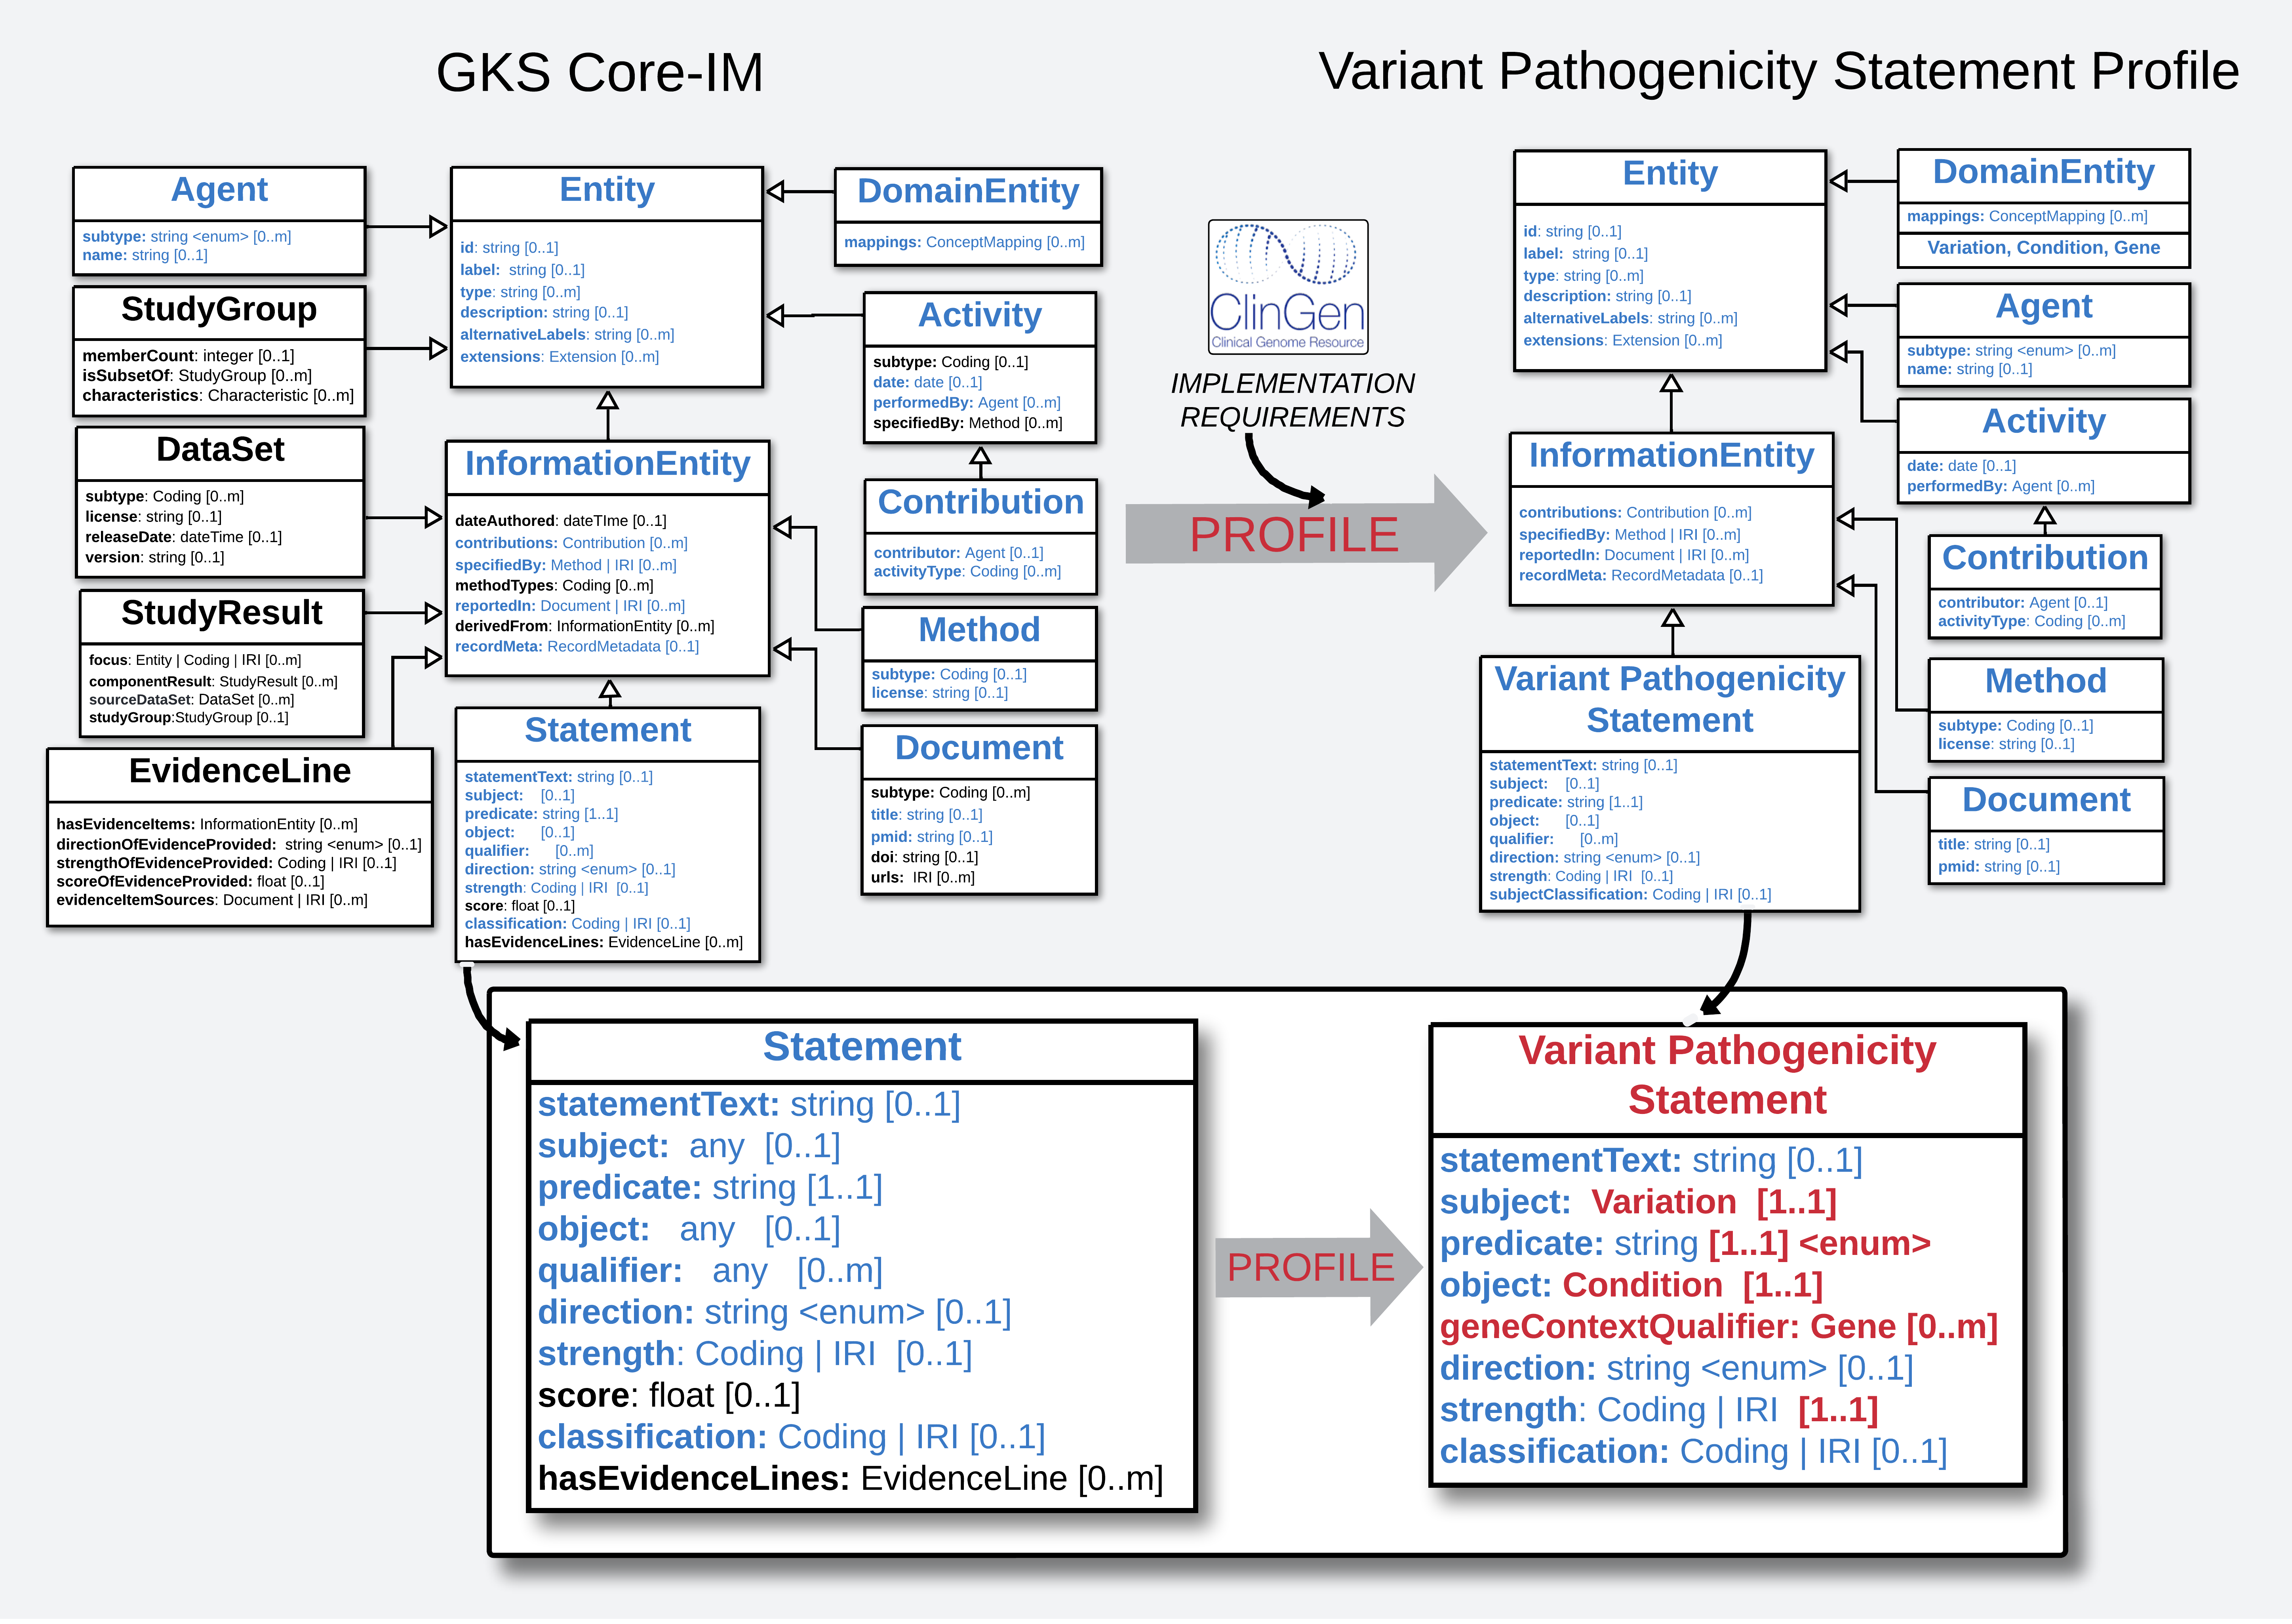 GKS Core-IM
Variant Pathogenicity Statement Profile
Agent
subtype: string <enum> [0..m]
name: string [0..1]
StudyGroup
memberCount: integer [0..1]
isSubsetOf: StudyGroup [0..m]
characteristics: Characteristic [0..m]
DataSet
subtype: Coding [0..m]
license: string [0..1]
releaseDate: dateTime [0..1]
version: string [0..1]
StudyResult
focus: Entity | Coding | IRI [0..m]
componentResult: StudyResult [0..m]
sourceDataSet: DataSet [0..m]
studyGroup:StudyGroup [0..1]
EvidenceLine
hasEvidenceItems: InformationEntity [0..m]
directionOfEvidenceProvided: string <enum> [0..1]
strengthOfEvidenceProvided: Coding | IRI [0..1]
scoreOfEvidenceProvided: float [0..1]
evidenceItemSources: Document | IRI [0..m]
Entity
id: string [0..1]
label: string [0..1]
type: string [0..m]
description: string [0..1]
alternativeLabels: string [0..m]
extensions: Extension [0..m]
InformationEntity
dateAuthored: dateTIme [0..1]
contributions: Contribution [0..m]
specifiedBy: Method | IRI [0..m]
methodTypes: Coding [0..m]
reportedIn: Document | IRI [0..m]
derivedFrom: InformationEntity [0..m]
recordMeta: RecordMetadata [0..1]
Statement
statementText: string [0..1]
subject: [0..1]
predicate: string [1..1]
object: [0..1]
qualifier: [0..m]
direction: string <enum> [0..1]
strength: Coding | IRI [0..1]
score: float [0..1]
classification: Coding | IRI [0..1]
hasEvidenceLines: EvidenceLine [0..m]
DomainEntity
mappings: ConceptMapping [0..m]
Activity
subtype: Coding [0..1]
date: date [0..1]
performedBy: Agent [0..m]
specifiedBy: Method [0..m]
Contribution
contributor: Agent [0..1]
activityType: Coding [0..m]
Method
subtype: Coding [0..1]
license: string [0..1]
Document
subtype: Coding [0..m]
title: string [0..1]
pmid: string [0..1]
doi: string [0..1]
urls: IRI [0..m]
ClinGen
Clinical Genome Resource
IMPLEMENTATION
REQUIREMENTS
PROFILE
Entity
id: string [0..1]
label: string [0..1]
type: string [0..m]
description: string [0..1]
alternativeLabels: string [0..m]
extensions: Extension [0..m]
InformationEntity
contributions: Contribution [0..m]
specifiedBy: Method | IRI [0..m]
reportedIn: Document | IRI [0..m]
recordMeta: RecordMetadata [0..1]
Variant Pathogenicity
Statement
statementText: string [0..1]
subject: [0..1]
predicate: string [1..1]
object: [0..1]
qualifier: [0..m]
direction: string <enum> [0..1]
strength: Coding | IRI [0..1]
subjectClassification: Coding | IRI [0..1]
DomainEntity
mappings: ConceptMapping [0..m]
Variation, Condition, Gene
Agent
subtype: string <enum> [0..m]
name: string [0..1]
Activity
date: date [0..1]
performedBy: Agent [0..m]
Contribution
contributor: Agent [0..1]
activityType: Coding [0..m]
Method
subtype: Coding [0..1]
license: string [0..1]
Document
title: string [0..1]
pmid: string [0..1]
Statement
statementText: string [0..1]
subject: any [0..1]
predicate: string [1..1]
object: any [0..1]
qualifier: any [0..m]
direction: string <enum> [0..1]
strength: Coding | IRI [0..1]
score: float [0..1]
classification: Coding | IRI [0..1]
hasEvidenceLines: EvidenceLine [0..m]
PROFILE
Variant Pathogenicity
Statement
statementText: string [0..1]
subject: Variation [1..1]
predicate: string [1..1] <enum>
object: Condition [1..1]
geneContextQualifier: Gene [0..m]
direction: string <enum> [0..1]
strength: Coding | IRI [1..1]
classification: Coding | IRI [0..1]